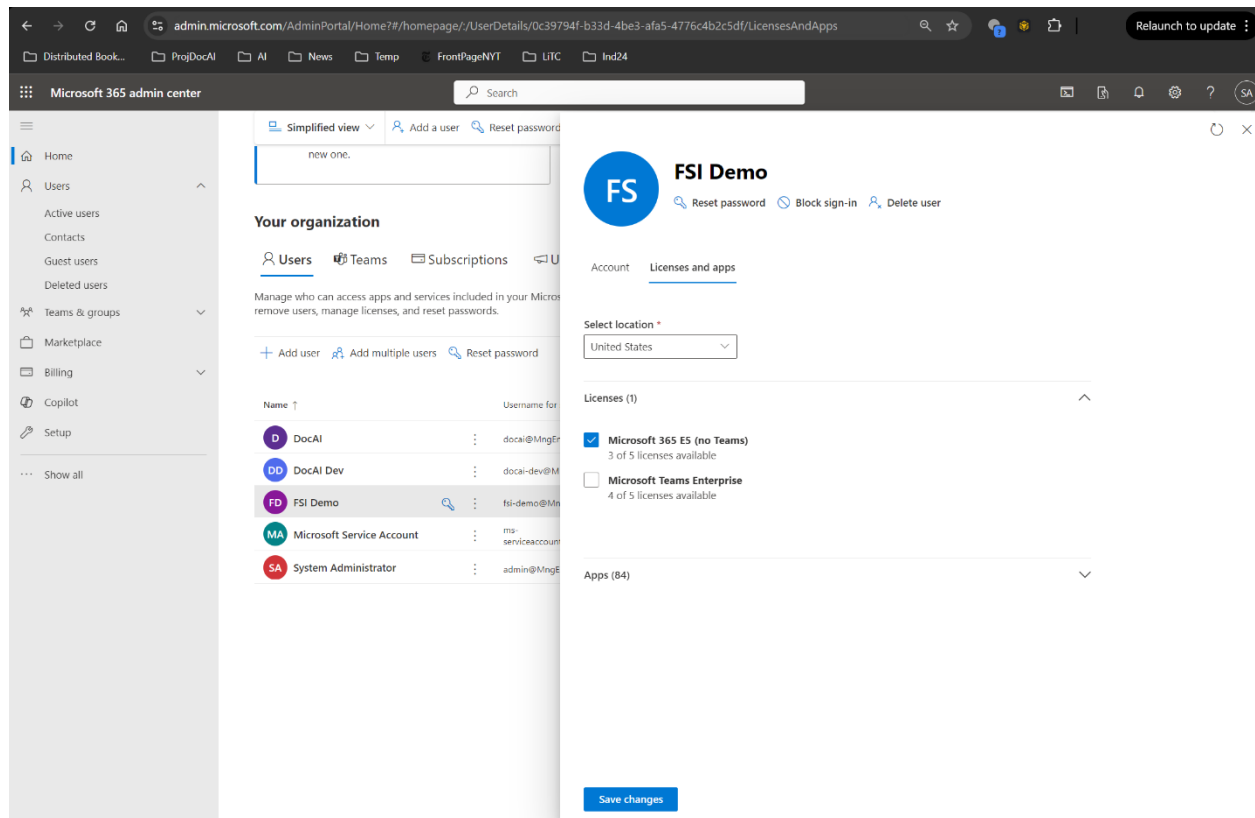 admin.microsoft.com/AdminPortal/Home?#/homepage/:/UserDetails/0c39794f-b33d-4be3-afa5-4776c4b2c5df/LicensesAndApps
Relaunch to update
Distributed Book...
ProjDocAI
AI
News
Temp
FrontPageNYT
LiTC
Ind24
Microsoft 365 admin center
Search
SA
Home
Users
Active users
Contacts
Guest users
Deleted users
Teams & groups
Marketplace
Billing
Copilot
Setup
Show all
Simplified view
Add a user
Reset password
new one.
Your organization
Users
Teams
Subscriptions
U
Manage who can access apps and services included in your Micros
remove users, manage licenses, and reset passwords.
Add user
Add multiple users
Reset password
Name ↑
Username for
D
DocAI
docai@MngEr
DD
DocAI Dev
docai-dev@M
FD
FSI Demo
fsi-demo@Mn
MA
Microsoft Service Account
ms-
serviceaccount
SA
System Administrator
admin@MngE
FS
FSI Demo
Reset password
Block sign-in
Delete user
Account
Licenses and apps
Select location *
United States
Licenses (1)
Microsoft 365 E5 (no Teams)
3 of 5 licenses available
Microsoft Teams Enterprise
4 of 5 licenses available
Apps (84)
Save changes